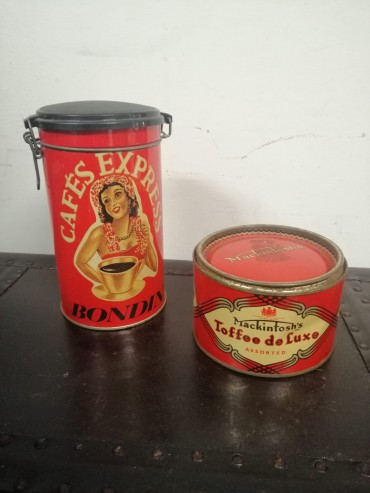 CAFÉS EXPRESS
BONDIN
Mackintosh's
Mackintosh's
Toffee de Luxe
ASSORTED